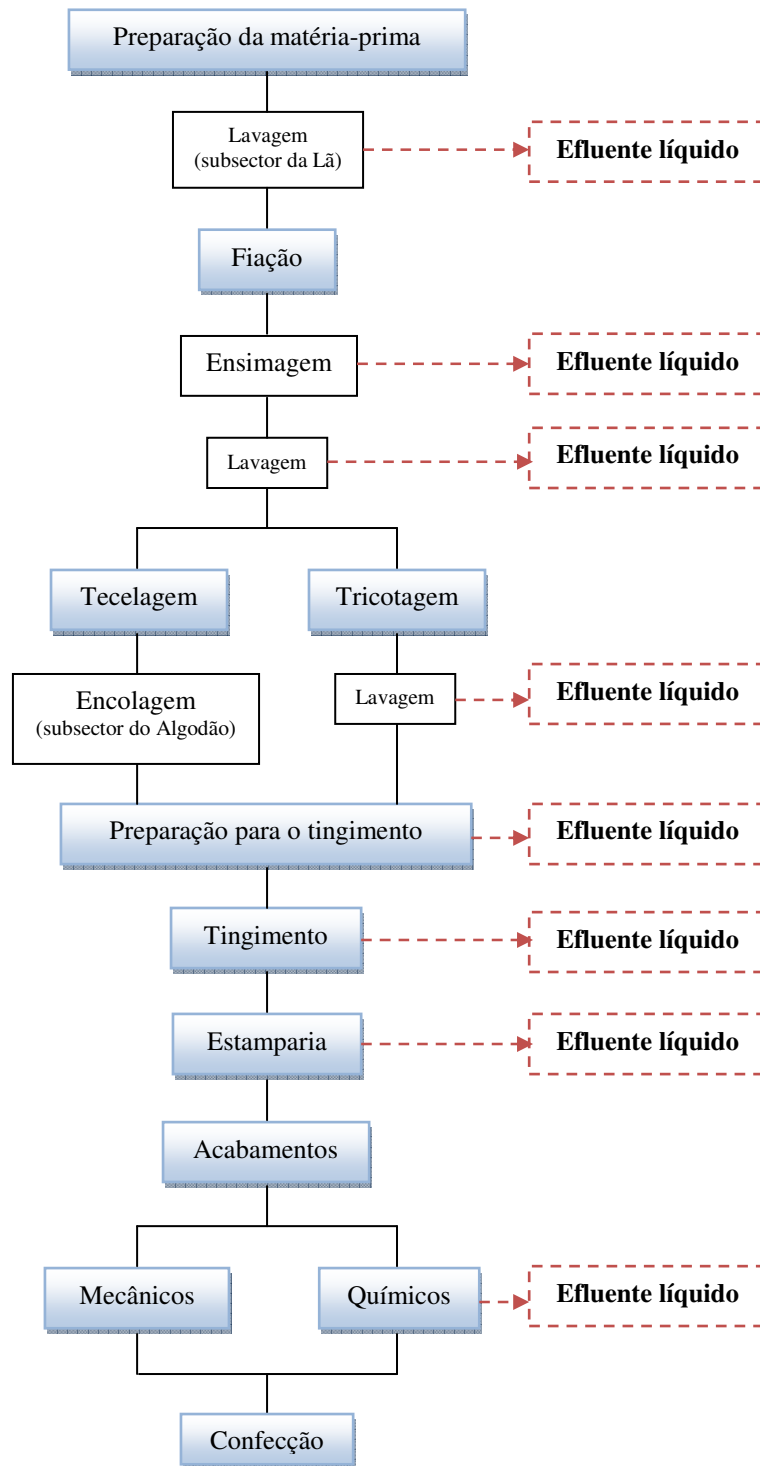 Preparação da matéria-prima
Lavagem
(subsector da Lã)
Efluente líquido
Fiação
Ensimagem
Efluente líquido
Lavagem
Efluente líquido
Tecelagem
Tricotagem
Encolagem
(subsector do Algodão)
Lavagem
Efluente líquido
Preparação para o tingimento
Efluente líquido
Tingimento
Efluente líquido
Estamparia
Efluente líquido
Acabamentos
Mecânicos
Químicos
Efluente líquido
Confecção